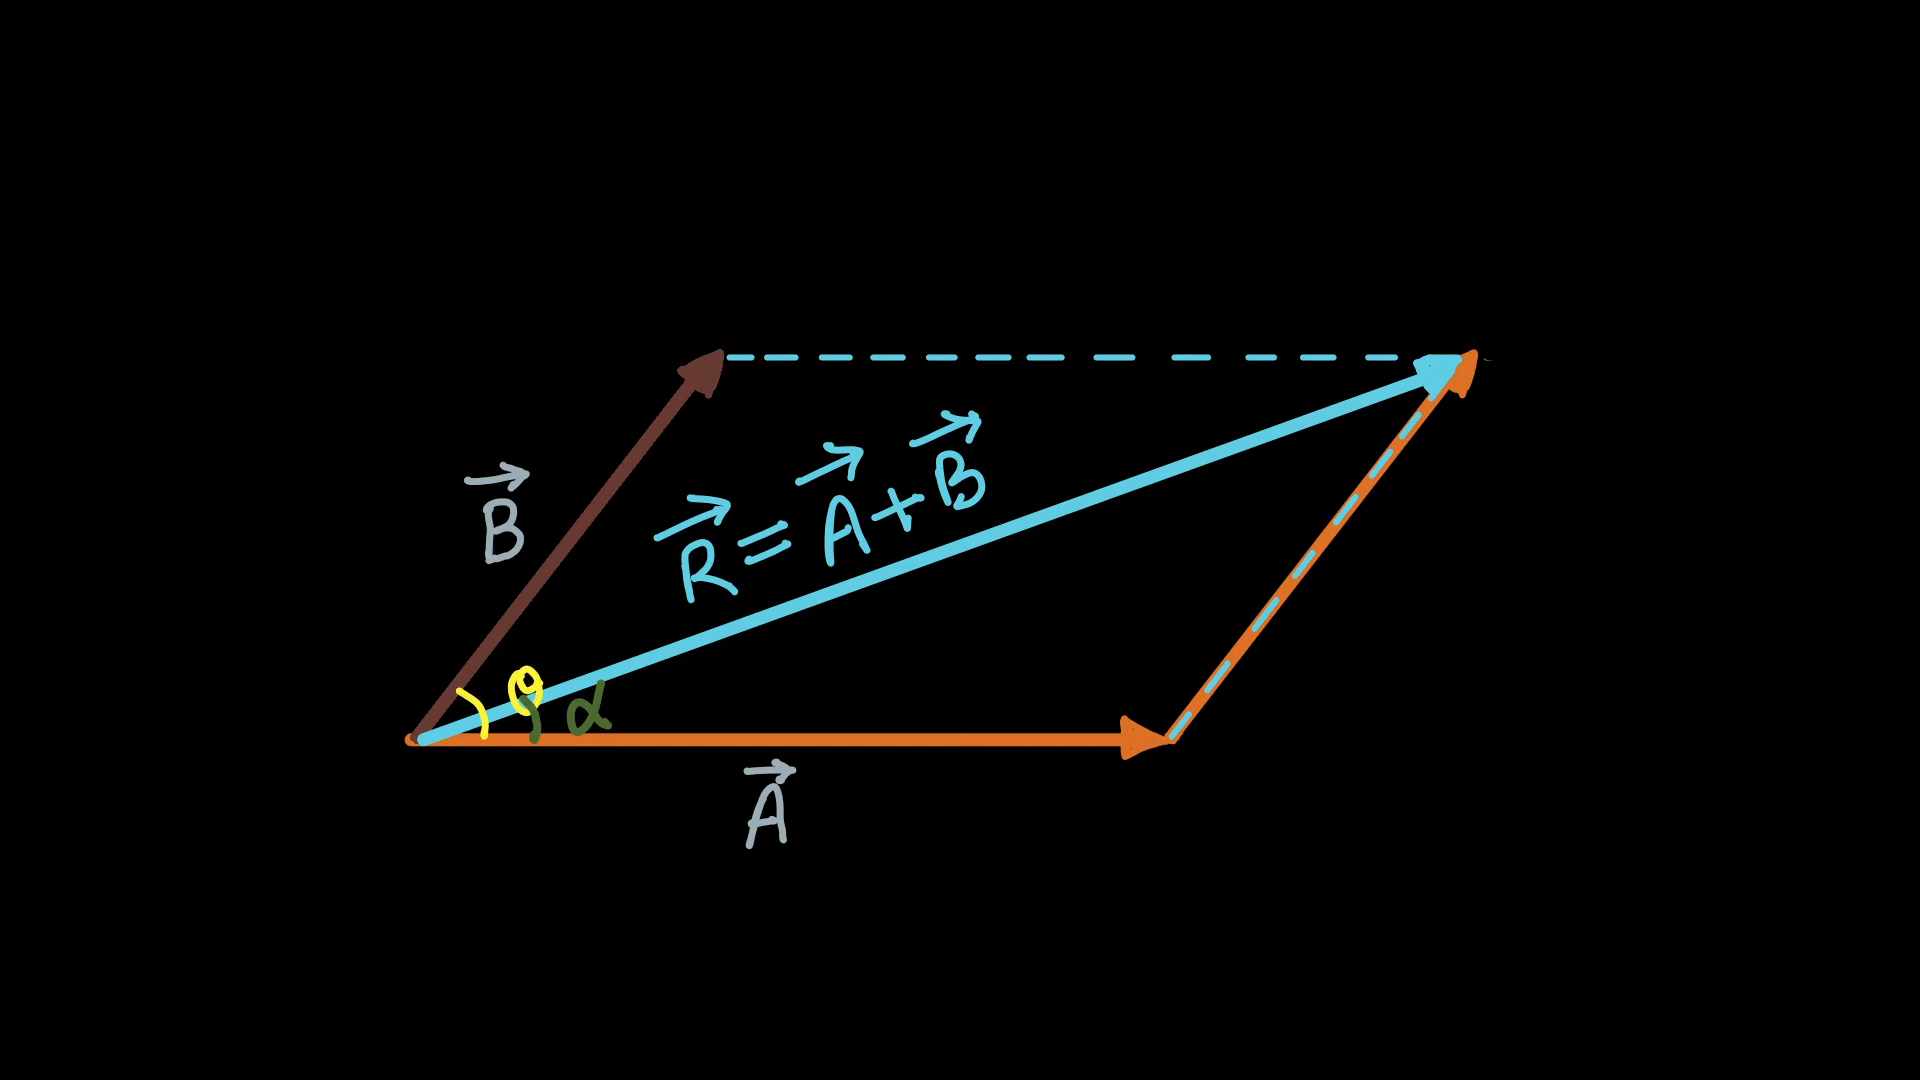 B⃗
R⃗ = A⃗ + B⃗
θ
α
A⃗